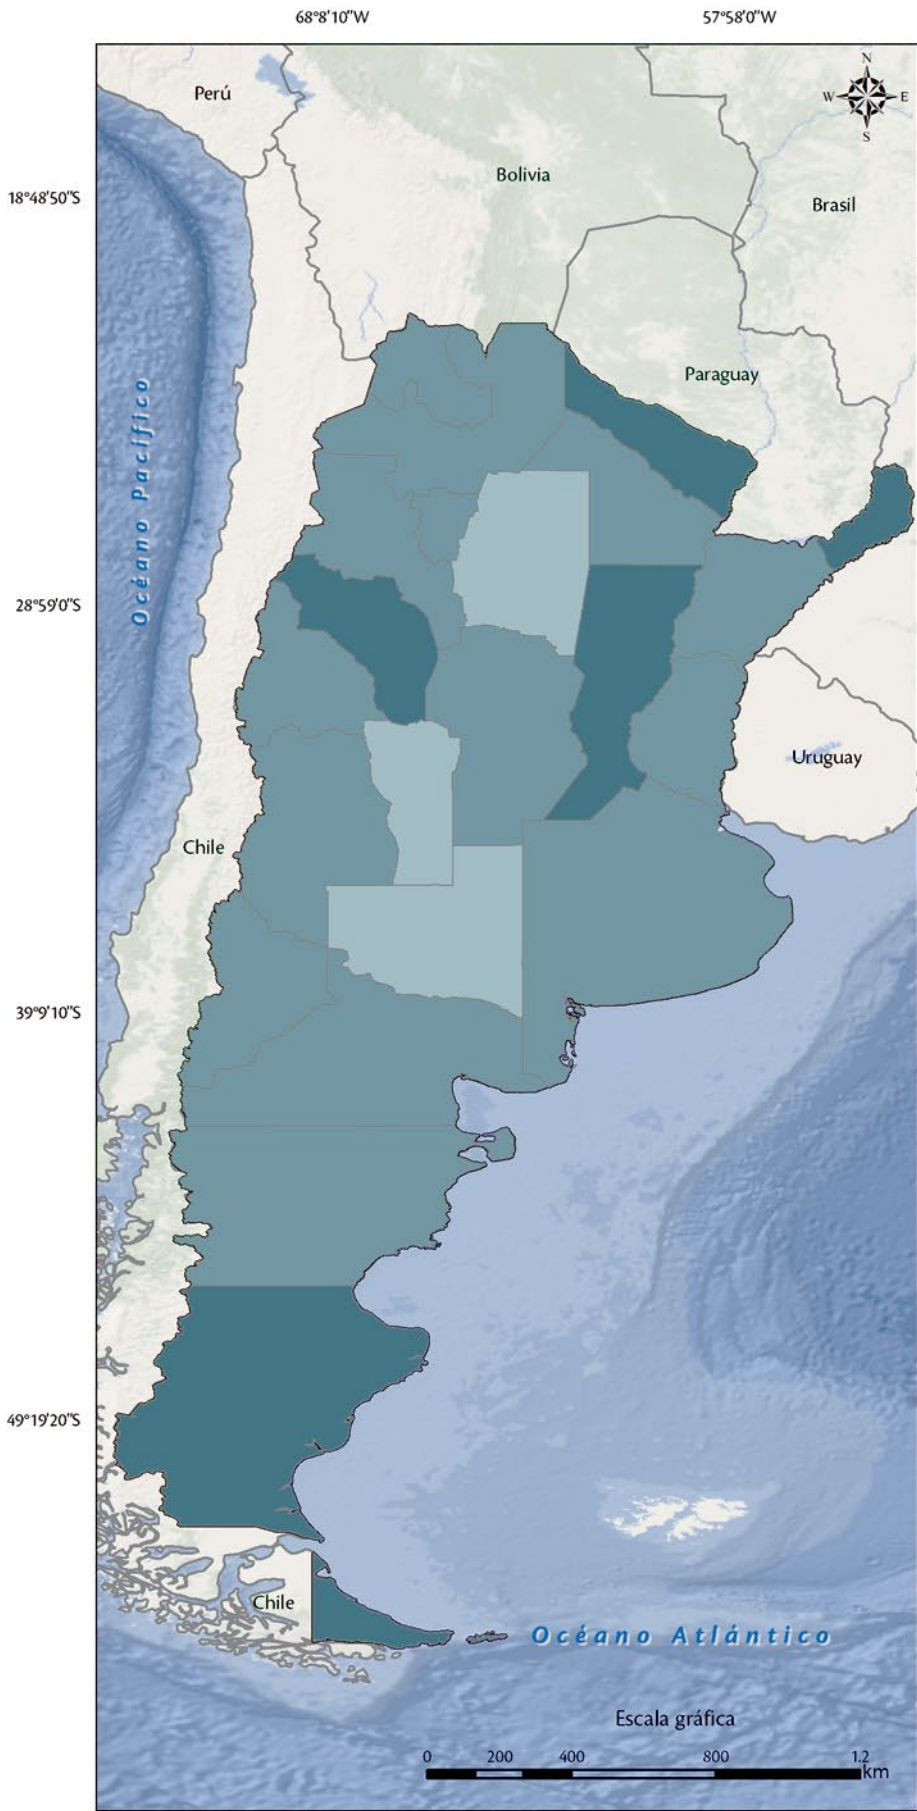 68°8'10"W
57°58'0"W
N
W E
S
Perú
Bolivia
18°48'50"S
Brasil
Paraguay
Océano Pacífico
28°59'0"S
Uruguay
Chile
39°9'10"S
49°19'20"S
Chile
Océano Atlántico
Escala gráfica
0 200 400 800 1.2
km